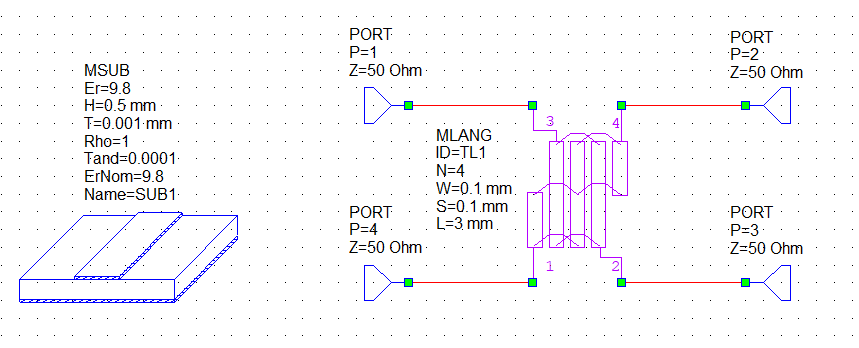 MSUB
Er=9.8
H=0.5 mm
T=0.001 mm
Rho=1
Tand=0.0001
ErNom=9.8
Name=SUB1
PORT
P=1
Z=50 Ohm
PORT
P=2
Z=50 Ohm
3
4
MLANG
ID=TL1
N=4
W=0.1 mm
S=0.1 mm
L=3 mm
PORT
P=4
Z=50 Ohm
PORT
P=3
Z=50 Ohm
1
2